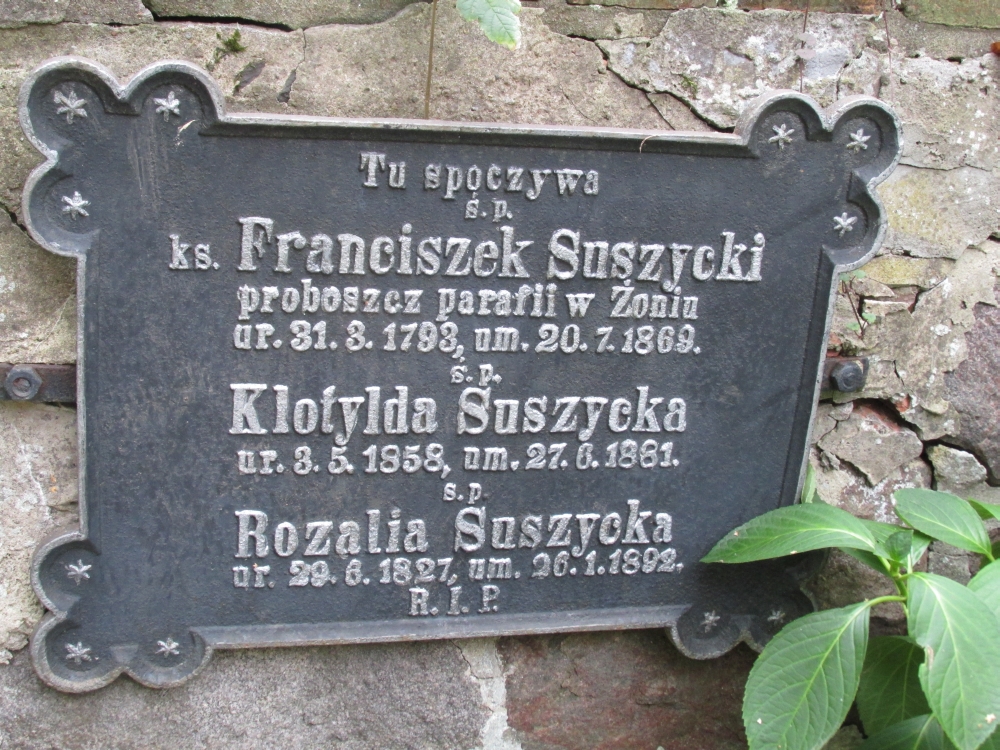 Tu spoczywa
ś.p.
ks. Franciszek Suszycki
proboszcz parafii w Żoniu
ur. 31.3.1793, um. 20.7.1869.
ś.p.
Klotylda Suszycka
ur. 3.5.1858, um. 27.6.1881.
ś.p.
Rozalia Suszycka
ur. 29.6.1827, um. 26.1.1892.
R.I.P.